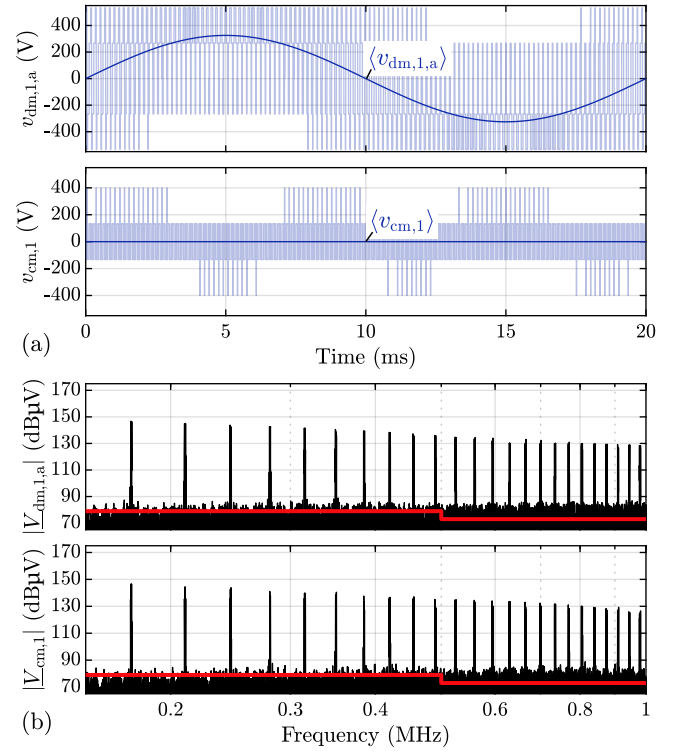 400
200
0
-200
-400
v_dm,1,a (V)
⟨v_dm,1,a⟩
400
200
0
-200
-400
v_cm,1 (V)
⟨v_cm,1⟩
0 5 10 15 20
(a)
Time (ms)
170
150
130
110
90
70
|V_dm,1,a| (dBµV)
170
150
130
110
90
70
|V_cm,1| (dBµV)
0.2 0.3 0.4 0.6 0.8 1
(b)
Frequency (MHz)